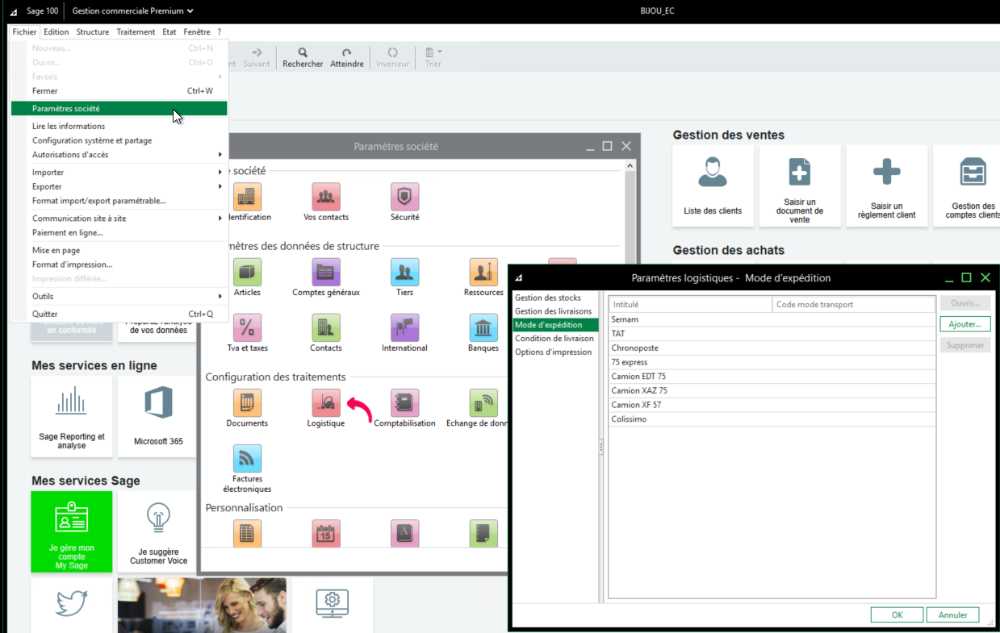 Sage 100
Gestion commerciale Premium
BIJOU_EC
Fichier Edition Structure Traitement Etat Fenêtre ?
Nouveau... Ctrl+N
Ouvrir... Ctrl+O
Favoris
Fermer Ctrl+W
Paramètres société
Lire les informations
Configuration système et partage
Autorisations d'accès
Importer
Exporter
Format import/export paramétrable...
Communication site à site
Paiement en ligne...
Mise en page
Format d'impression...
Impression différée...
Outils
Quitter Ctrl+Q
nt Suivant Rechercher Atteindre Inverseur Trier
en conformité
de vos données
Mes services en ligne
Sage Reporting et
analyse
Microsoft 365
Mes services Sage
Je gère mon
compte
My Sage
Je suggère
Customer Voice
Paramètres société
société
dentification
Vos contacts
Sécurité
mètres des données de structure
Articles
Comptes généraux
Tiers
Ressources
Tva et taxes
Contacts
International
Banques
Configuration des traitements
Documents
Logistique
Comptabilisation
Echange de donn
Factures
électroniques
Personnalisation
15
A
Gestion des ventes
Liste des clients
Saisir un
document de
vente
Saisir un
règlement client
Gestion des
comptes clients
Gestion des achats
Paramètres logistiques - Mode d'expédition
Gestion des stocks
Gestion des livraisons
Mode d'expédition
Condition de livraison
Options d'impression
Intitulé Code mode transport
Sernam
TAT
Chronoposte
75 express
Camion EDT 75
Camion XAZ 75
Camion XF 57
Colissimo
Ouvrir...
Ajouter...
Supprimer
OK
Annuler